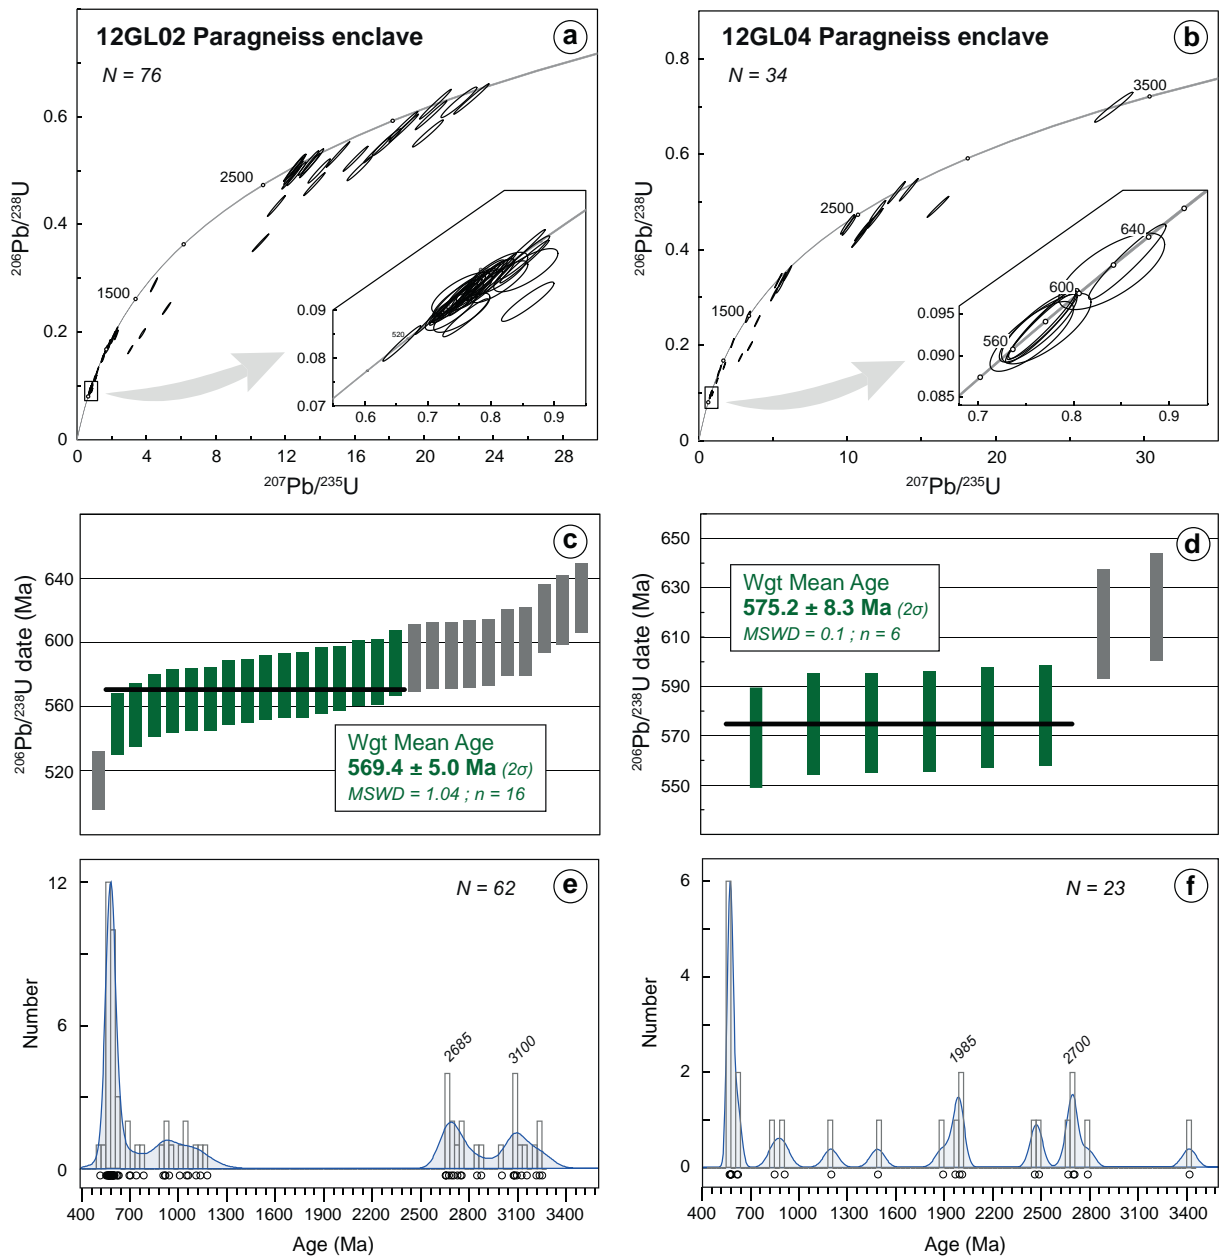 12GL02 Paragneiss enclave
a
N = 76
0.6
0.4
0.2
0
206Pb/238U
2500
1500
0.09
0.08
0.07
520
0.6
0.7
0.8
0.9
0 4 8 12 16 20 24 28
207Pb/235U
12GL04 Paragneiss enclave
b
N = 34
0.8
0.6
0.4
0.2
0
206Pb/238U
3500
2500
1500
640
600
560
0.095
0.090
0.085
0.7
0.8
0.9
0 10 20 30
207Pb/235U
c
640
600
560
520
206Pb/238U date (Ma)
Wgt Mean Age
569.4 ± 5.0 Ma (2σ)
MSWD = 1.04 ; n = 16
d
650
630
610
590
570
550
206Pb/238U date (Ma)
Wgt Mean Age
575.2 ± 8.3 Ma (2σ)
MSWD = 0.1 ; n = 6
e
N = 62
12
6
0
Number
2685
3100
400 700 1000 1300 1600 1900 2200 2500 2800 3100 3400
Age (Ma)
f
N = 23
6
4
2
0
Number
1985
2700
400 700 1000 1300 1600 1900 2200 2500 2800 3100 3400
Age (Ma)